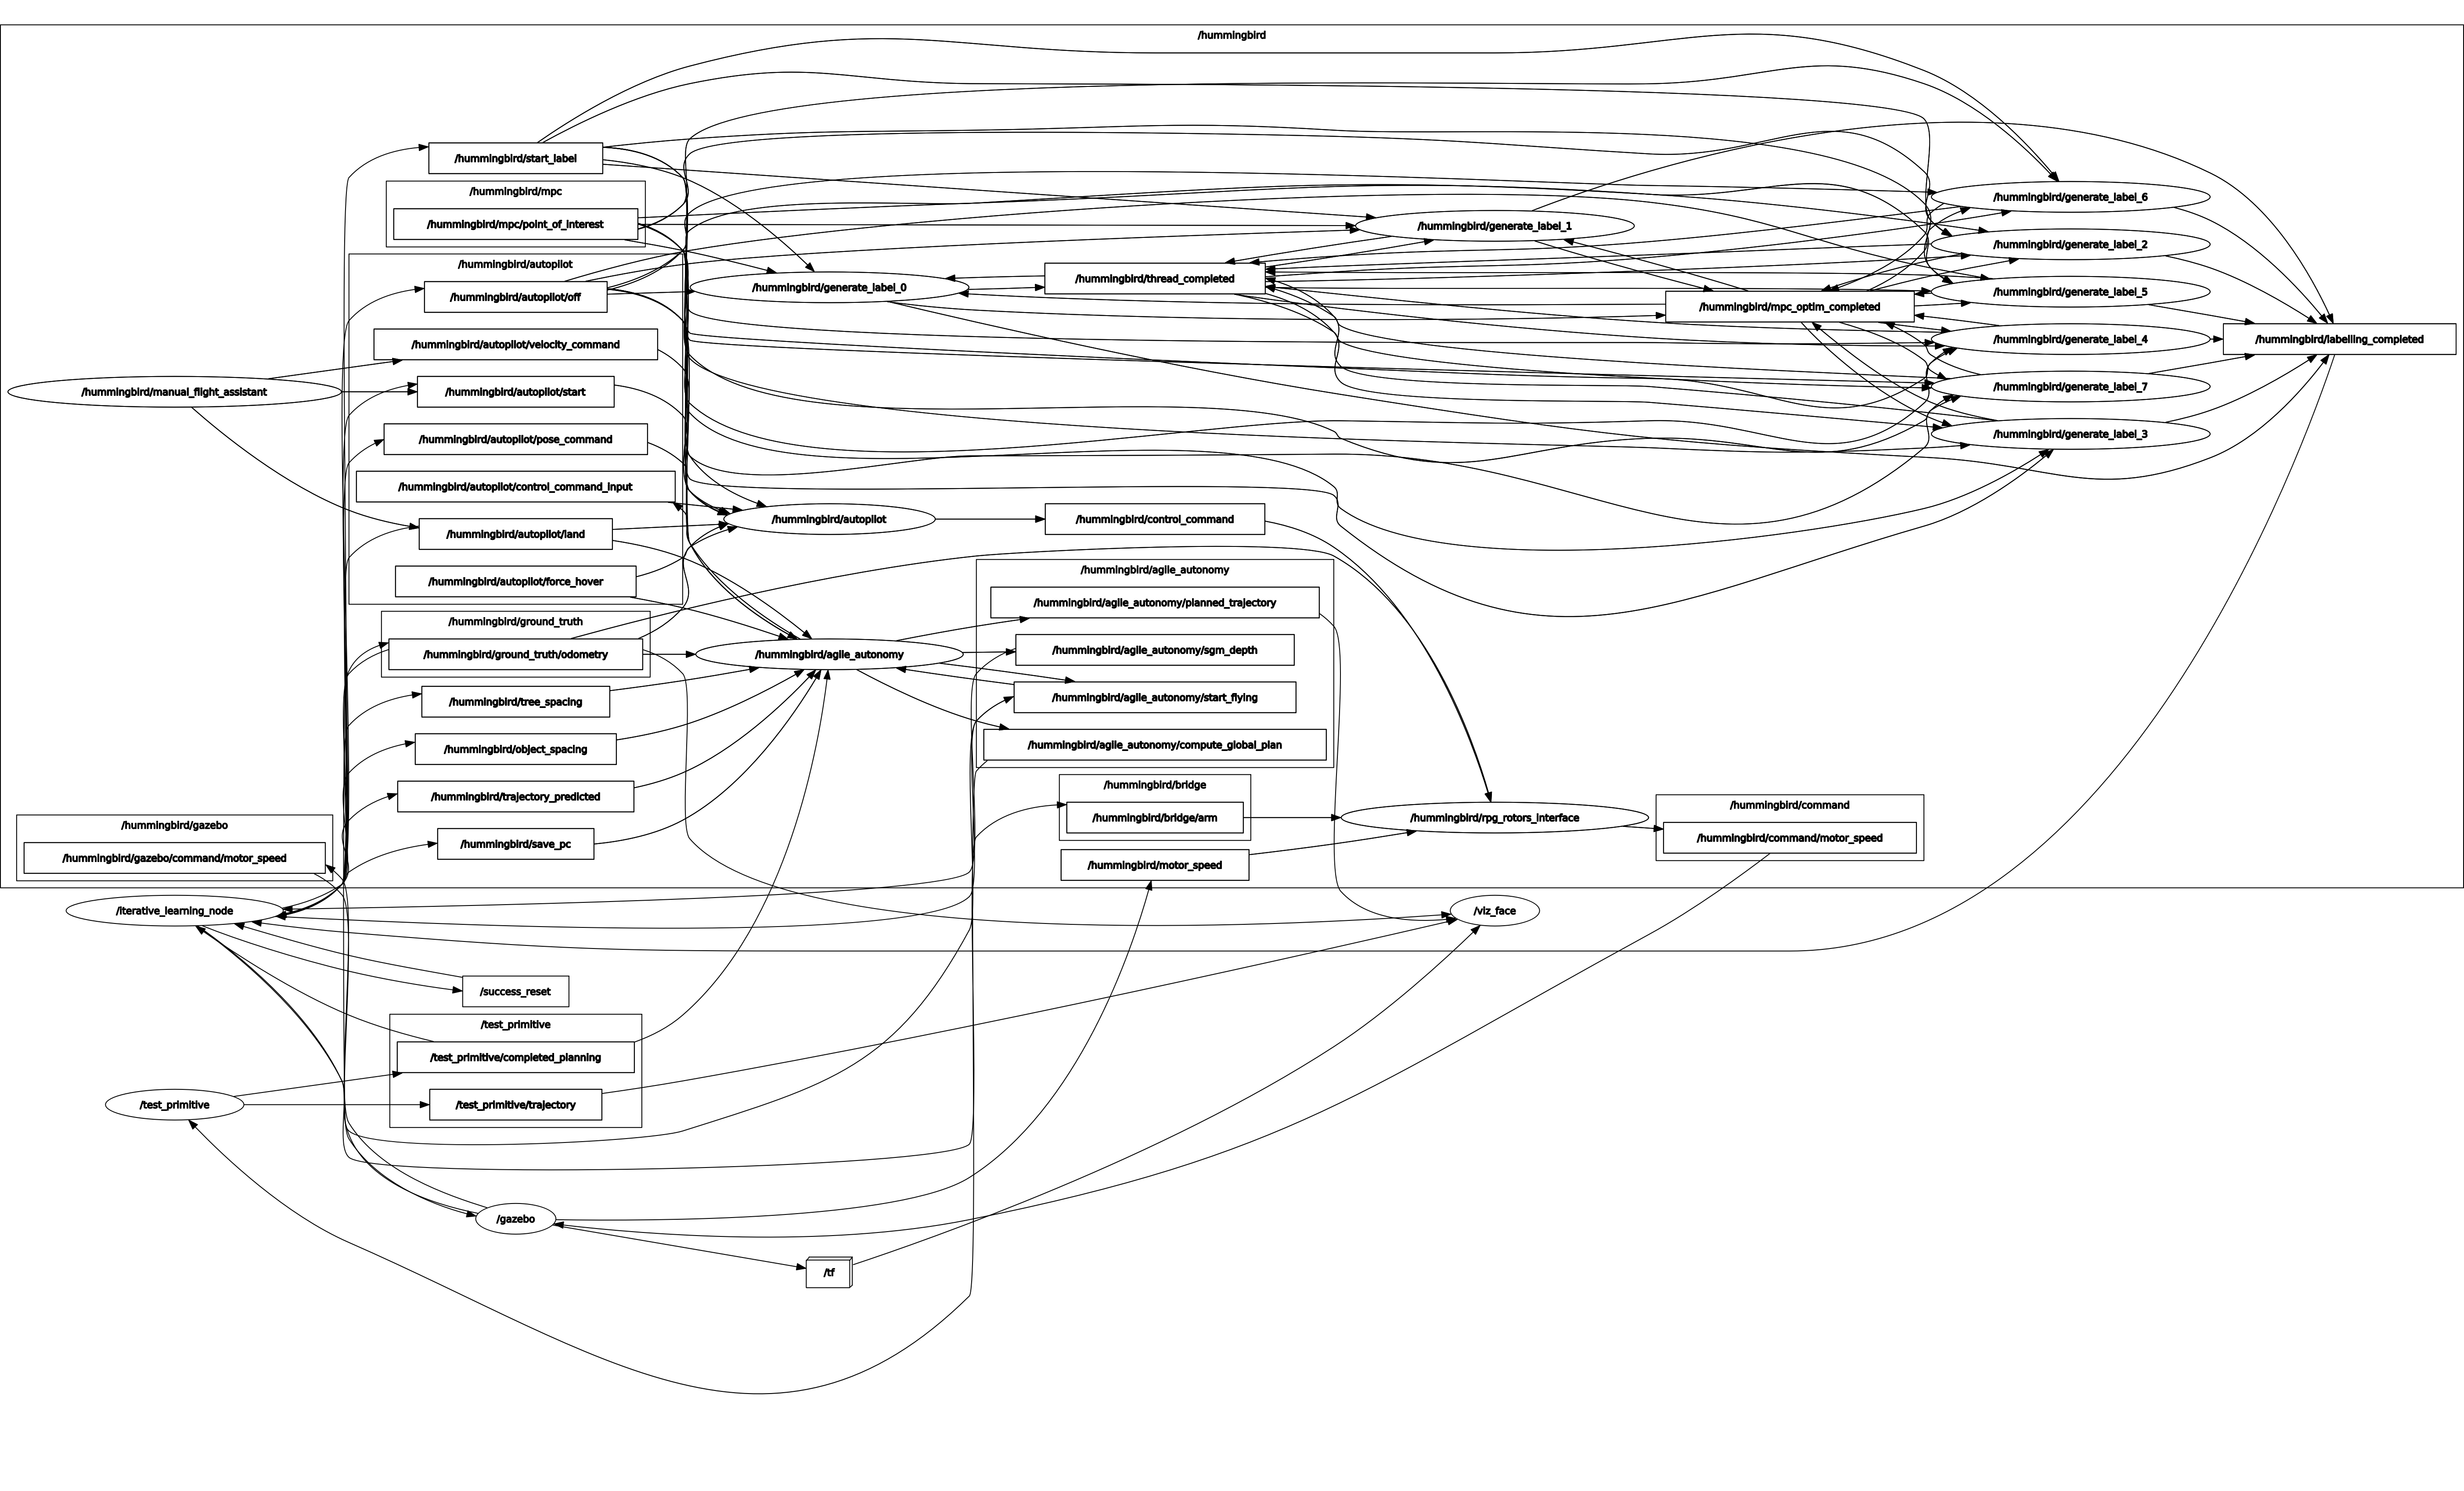 /hummingbird
/hummingbird/start_label
/hummingbird/mpc
/hummingbird/mpc/point_of_interest
/hummingbird/autopilot
/hummingbird/autopilot/off
/hummingbird/autopilot/velocity_command
/hummingbird/manual_flight_assistant
/hummingbird/autopilot/start
/hummingbird/autopilot/pose_command
/hummingbird/autopilot/control_command_input
/hummingbird/autopilot/land
/hummingbird/autopilot/force_hover
/hummingbird/ground_truth
/hummingbird/ground_truth/odometry
/hummingbird/tree_spacing
/hummingbird/object_spacing
/hummingbird/trajectory_predicted
/hummingbird/save_pc
/hummingbird/gazebo
/hummingbird/gazebo/command/motor_speed
/hummingbird/generate_label_0
/hummingbird/thread_completed
/hummingbird/generate_label_1
/hummingbird/mpc_optim_completed
/hummingbird/generate_label_6
/hummingbird/generate_label_2
/hummingbird/generate_label_5
/hummingbird/generate_label_4
/hummingbird/generate_label_7
/hummingbird/generate_label_3
/hummingbird/labelling_completed
/hummingbird/autopilot
/hummingbird/control_command
/hummingbird/agile_autonomy
/hummingbird/agile_autonomy
/hummingbird/agile_autonomy/planned_trajectory
/hummingbird/agile_autonomy/sgm_depth
/hummingbird/agile_autonomy/start_flying
/hummingbird/agile_autonomy/compute_global_plan
/hummingbird/bridge
/hummingbird/bridge/arm
/hummingbird/motor_speed
/hummingbird/rpg_rotors_interface
/hummingbird/command
/hummingbird/command/motor_speed
/iterative_learning_node
/viz_face
/success_reset
/test_primitive
/test_primitive/completed_planning
/test_primitive/trajectory
/test_primitive
/gazebo
/tf